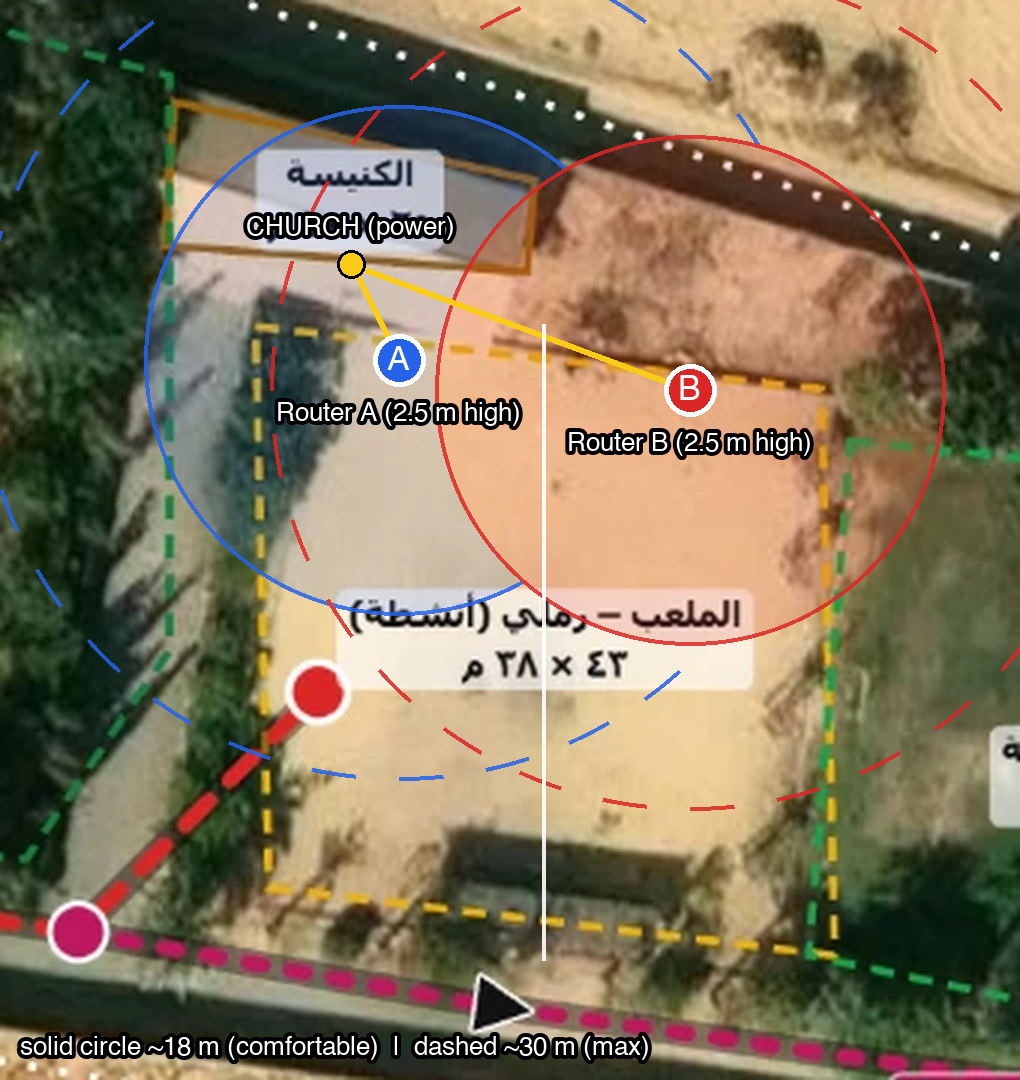 الكنيسة
CHURCH (power)
A
Router A (2.5 m high)
B
Router B (2.5 m high)
الملعب – رملي (أنشطة)
٤٣ × ٣٨ م
ة
solid circle ~18 m (comfortable) | dashed ~30 m (max)